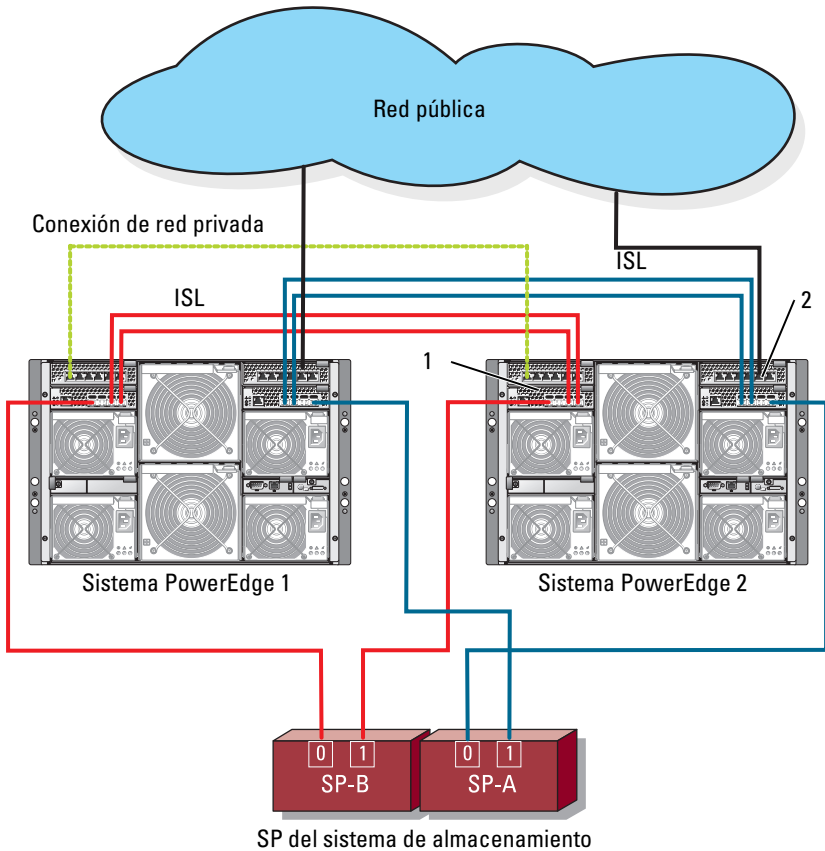 Red pública
Conexión de red privada
ISL
ISL
2
1
Sistema PowerEdge 1
Sistema PowerEdge 2
0 1
SP-B
0 1
SP-A
SP del sistema de almacenamiento